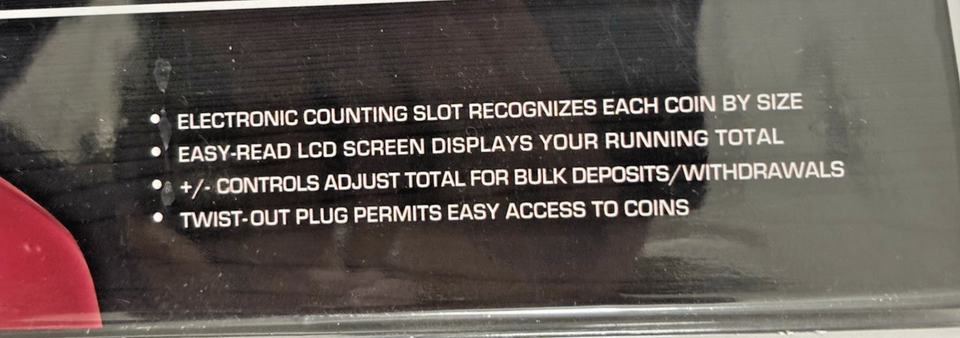 • ELECTRONIC COUNTING SLOT RECOGNIZES EACH COIN BY SIZE
• EASY-READ LCD SCREEN DISPLAYS YOUR RUNNING TOTAL
• +/- CONTROLS ADJUST TOTAL FOR BULK DEPOSITS/WITHDRAWALS
• TWIST-OUT PLUG PERMITS EASY ACCESS TO COINS